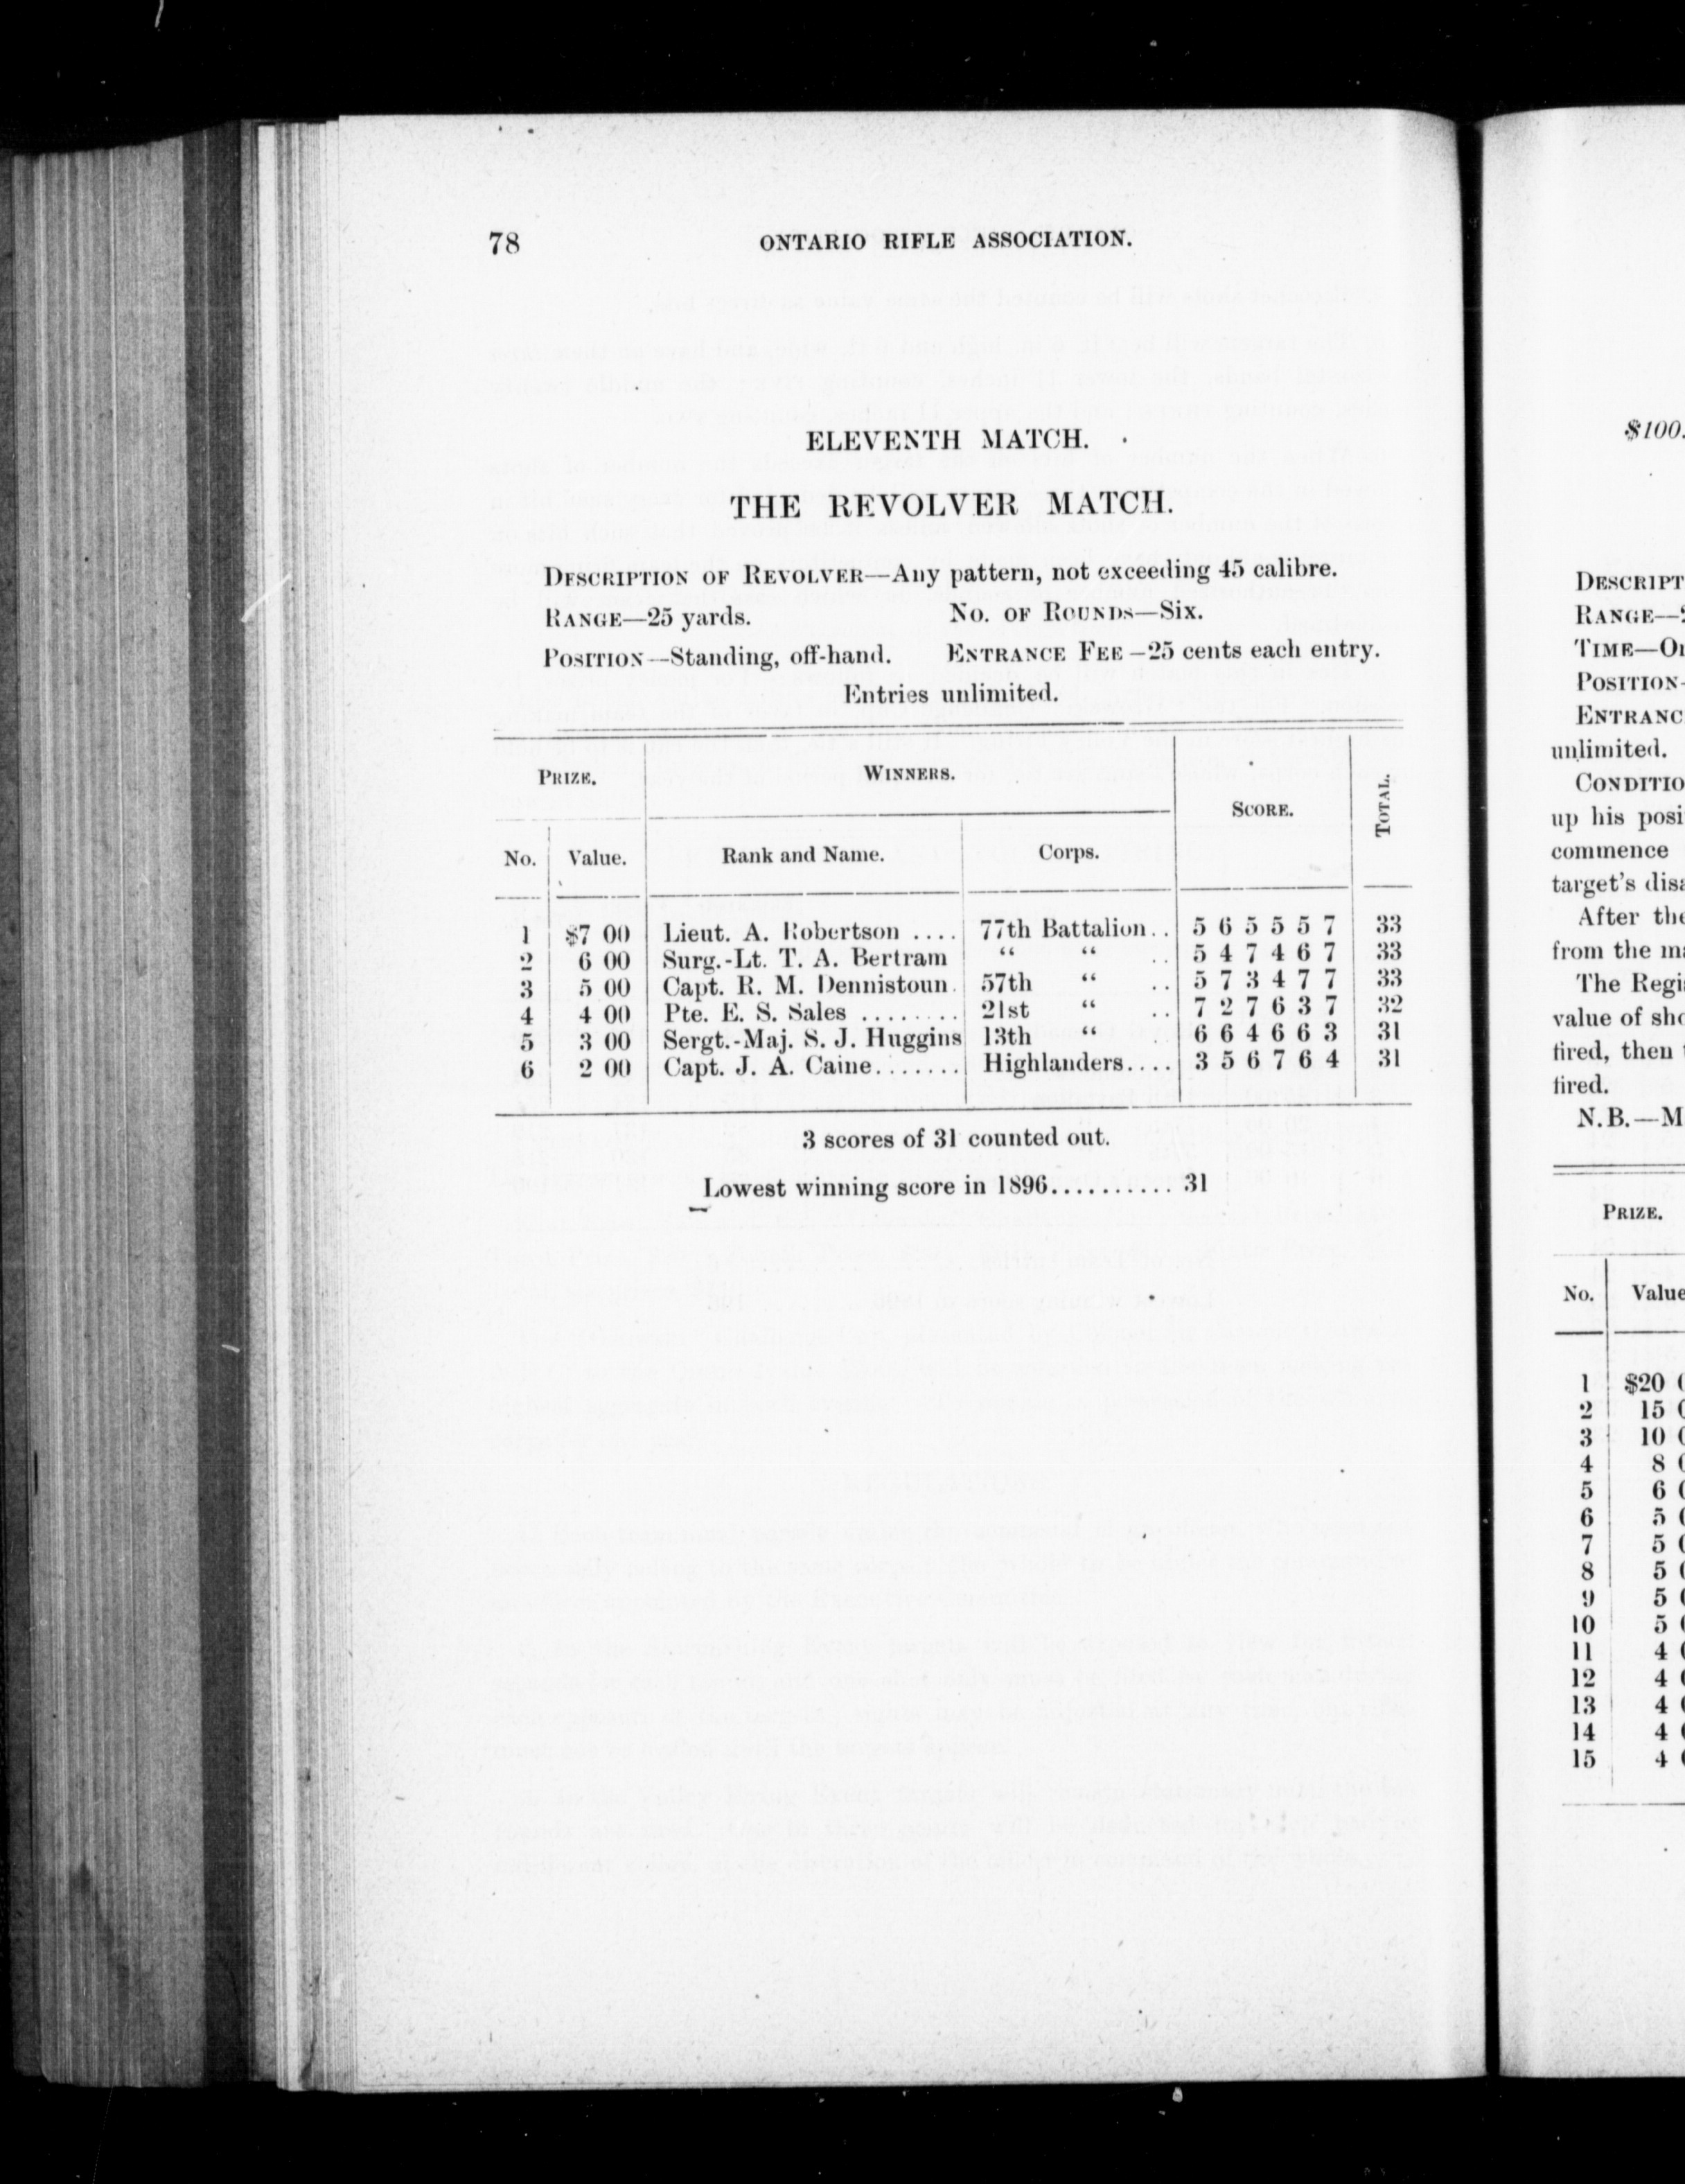 78 ONTARIO RIFLE ASSOCIATION.
ELEVENTH MATCH.
THE REVOLVER MATCH.
DESCRIPTION OF REVOLVER—Any pattern, not exceeding 45 calibre.
RANGE—25 yards. No. OF ROUNDS—Six.
POSITION—Standing, off-hand. ENTRANCE FEE—25 cents each entry.
Entries unlimited.
PRIZE. WINNERS. SCORE. TOTAL.
No. Value. Rank and Name. Corps.
1 $7 00 Lieut. A. Robertson .... 77th Battalion.. 5 6 5 5 5 7 33
2 6 00 Surg.-Lt. T. A. Bertram “ “ .. 5 4 7 4 6 7 33
3 5 00 Capt. R. M. Dennistoun. 57th “ .. 5 7 3 4 7 7 33
4 4 00 Pte. E. S. Sales ........ 21st “ .. 7 2 7 6 3 7 32
5 3 00 Sergt.-Maj. S. J. Huggins 13th “ . 6 6 4 6 6 3 31
6 2 00 Capt. J. A. Caine....... Highlanders.... 3 5 6 7 6 4 31
3 scores of 31 counted out.
Lowest winning score in 1896.......... 31
$100.
DESCRIPT
RANGE—
TIME—
POSITION-
ENTRANC
unlimited.
CONDITIO
up his posi
commence
target's dis
After the
from the
The Regi
value of sho
fired, then
fired.
N.B.—M
PRIZE.
No. Value
1 $20
2 15
3 10
4 8
5 6
6 5
7 5
8 5
9 5
10 5
11 4
12 4
13 4
14 4
15 4